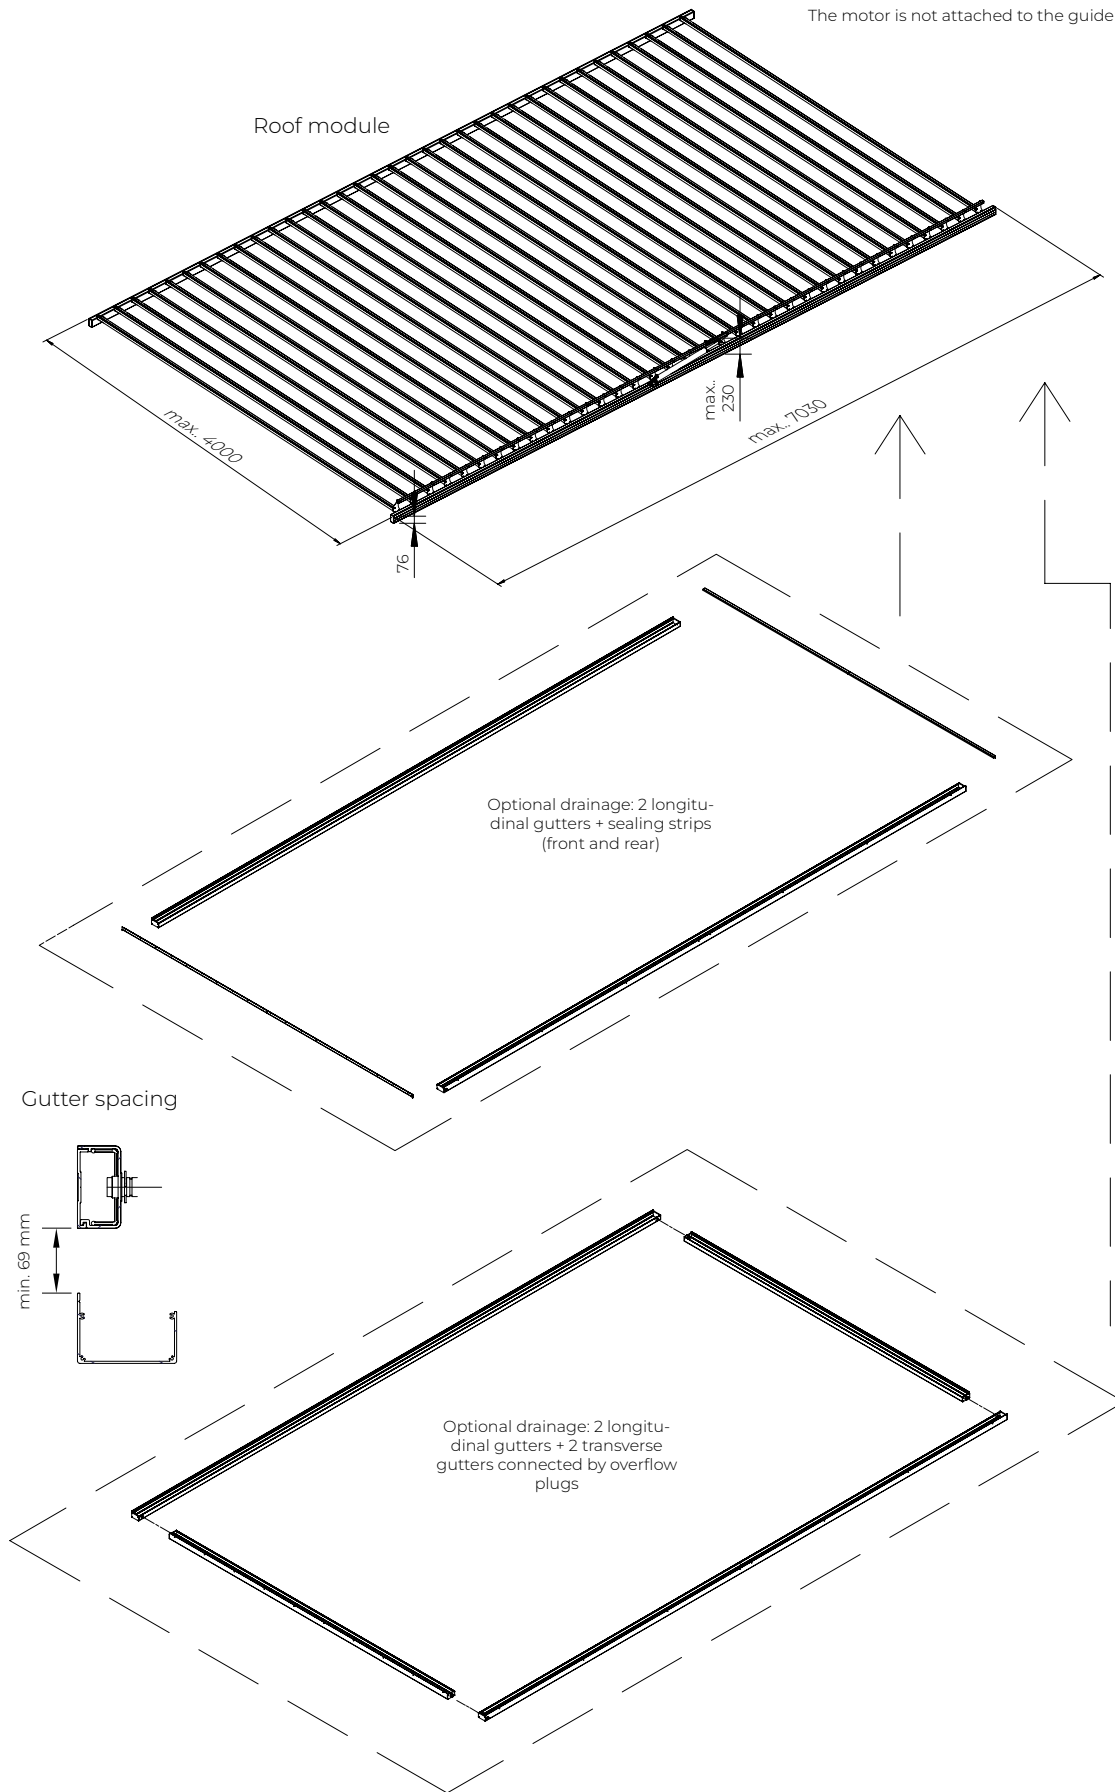 The motor is not attached to the guide
Roof module
max.. 4000
76
max..
230
max.. 7030
Optional drainage: 2 longitu-
dinal gutters + sealing strips
(front and rear)
Gutter spacing
min. 69 mm
Optional drainage: 2 longitu-
dinal gutters + 2 transverse
gutters connected by overflow
plugs